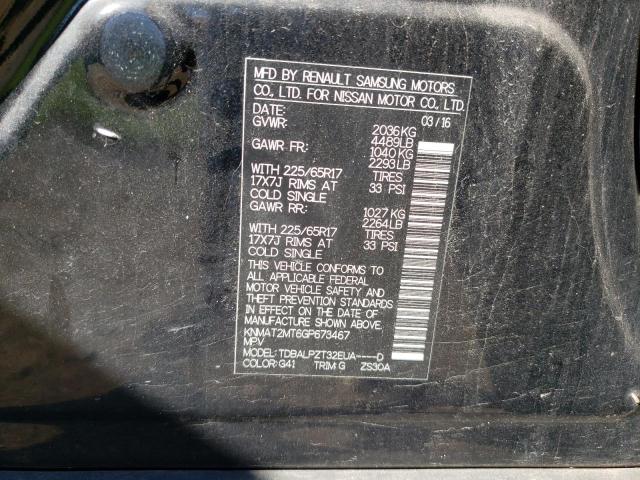 MFD BY RENAULT SAMSUNG MOTORS
CO., LTD. FOR NISSAN MOTOR CO., LTD.
DATE: 03/16
GVWR: 2036KG
4489LB
GAWR FR: 1040KG
2293LB
WITH 225/65R17 TIRES
17X7J RIMS AT 33 PSI
COLD SINGLE
GAWR RR: 1027KG
2264LB
WITH 225/65R17 TIRES
17X7J RIMS AT 33 PSI
COLD SINGLE
THIS VEHICLE CONFORMS TO
ALL APPLICABLE FEDERAL
MOTOR VEHICLE SAFETY AND
THEFT PREVENTION STANDARDS
IN EFFECT ON THE DATE OF
MANUFACTURE SHOWN ABOVE.
KNMAT2MT6GP673467
MPV
MODEL: TDBALPZT32EUA----D
COLOR: G41 TRIM: G ZS30A